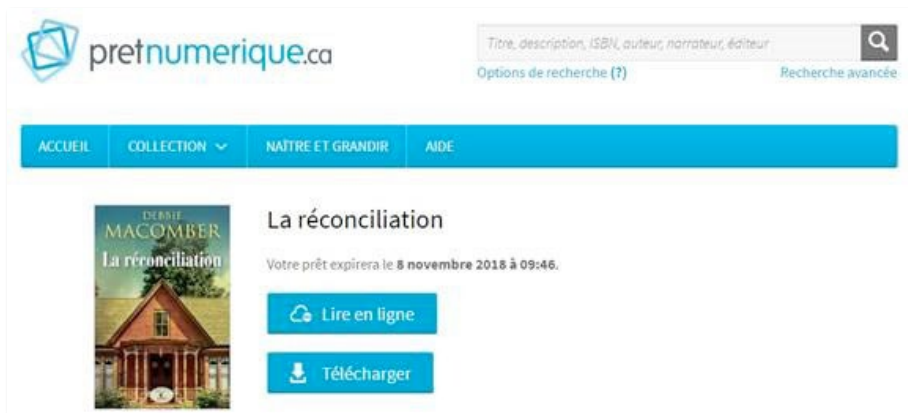 pretnumerique.ca
Titre, description, ISBN, auteur, narrateur, éditeur
Options de recherche (?) Recherche avancée
ACCUEIL COLLECTION NAÎTRE ET GRANDIR AIDE
DEBBIE
MACOMBER
La réconciliation
La réconciliation
Votre prêt expirera le 8 novembre 2018 à 09:46.
Lire en ligne
Télécharger